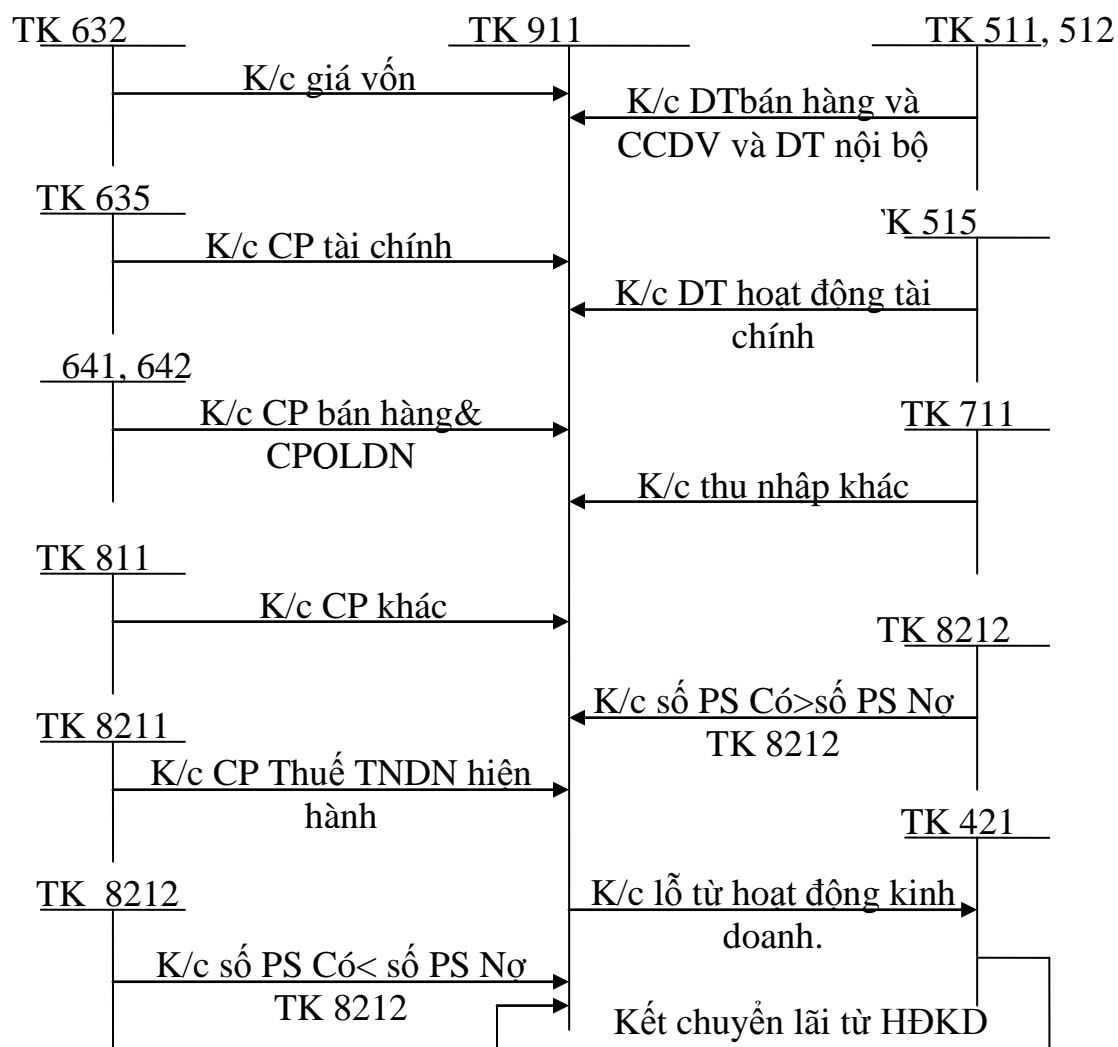 TK 632
TK 911
TK 511, 512
K/c giá vốn
K/c DTbán hàng và
CCDV và DT nội bộ
TK 635
TK 515
K/c CP tài chính
K/c DT hoạt động tài
chính
641, 642
K/c CP bán hàng&
CPOLDN
TK 711
K/c thu nhập khác
TK 811
K/c CP khác
TK 8212
K/c số PS Có>số PS Nợ
TK 8212
TK 8211
K/c CP Thuế TNDN hiện
hành
TK 421
TK 8212
K/c lỗ từ hoạt động kinh
doanh.
K/c số PS Có< số PS Nợ
TK 8212
Kết chuyển lãi từ HĐKD